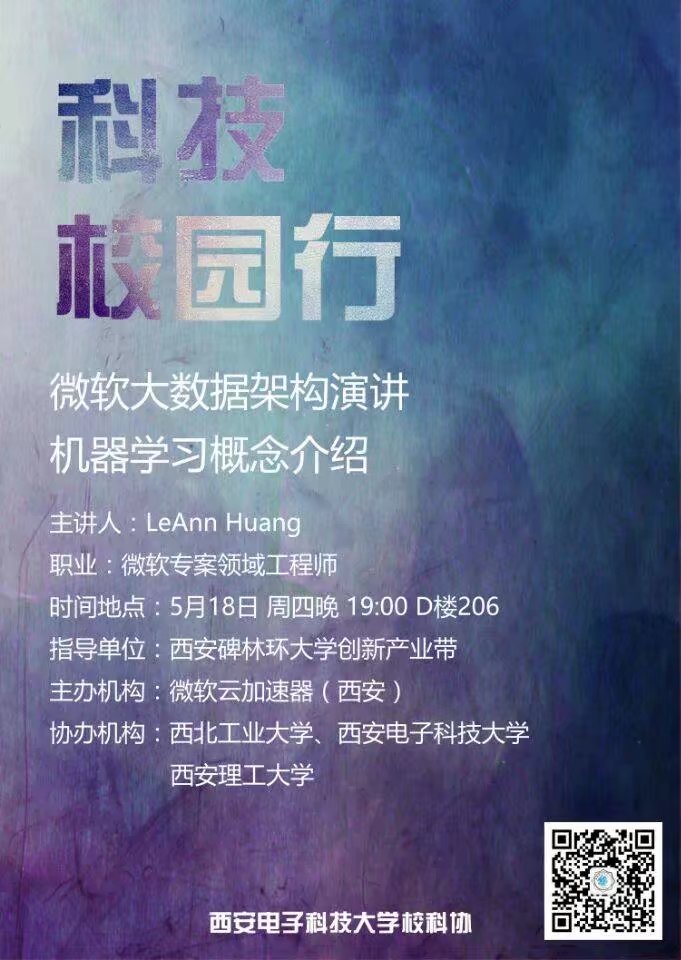 科技
校园行
微软大数据架构演讲
机器学习概念介绍
主讲人：LeAnn Huang
职业：微软专案领域工程师
时间地点：5月18日 周四晚 19:00 D楼206
指导单位：西安碑林环大学创新产业带
主办机构：微软云加速器（西安）
协办机构：西北工业大学、西安电子科技大学
西安理工大学
西安电子科技大学校科协